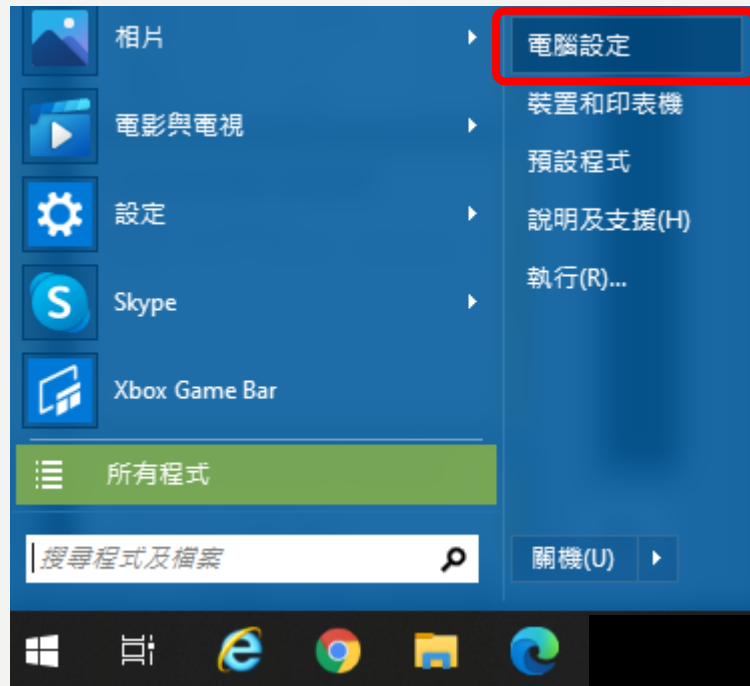 相片
電影與電視
設定
Skype
Xbox Game Bar
所有程式
搜尋程式及檔案
電腦設定
裝置和印表機
預設程式
說明及支援(H)
執行(R)...
關機(U)